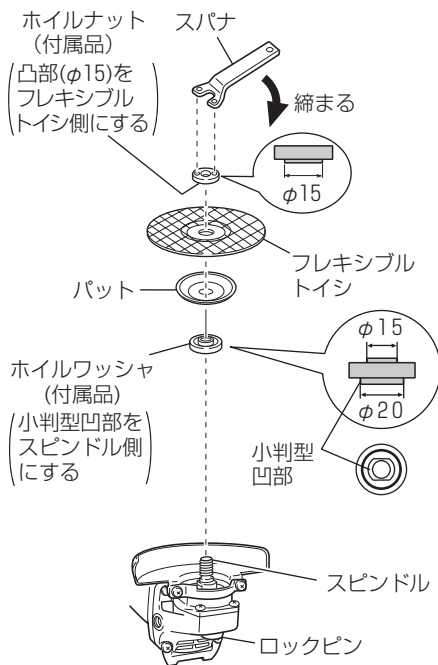 ホイルナット
(付属品)
凸部(φ15)を
フレキシブル
トイシ側にする
スパナ
締まる
φ15
フレキシブル
トイシ
パット
ホイルワッシャ
(付属品)
小判型凹部を
スピンドル側
にする
φ15
φ20
小判型
凹部
スピンドル
ロックピン